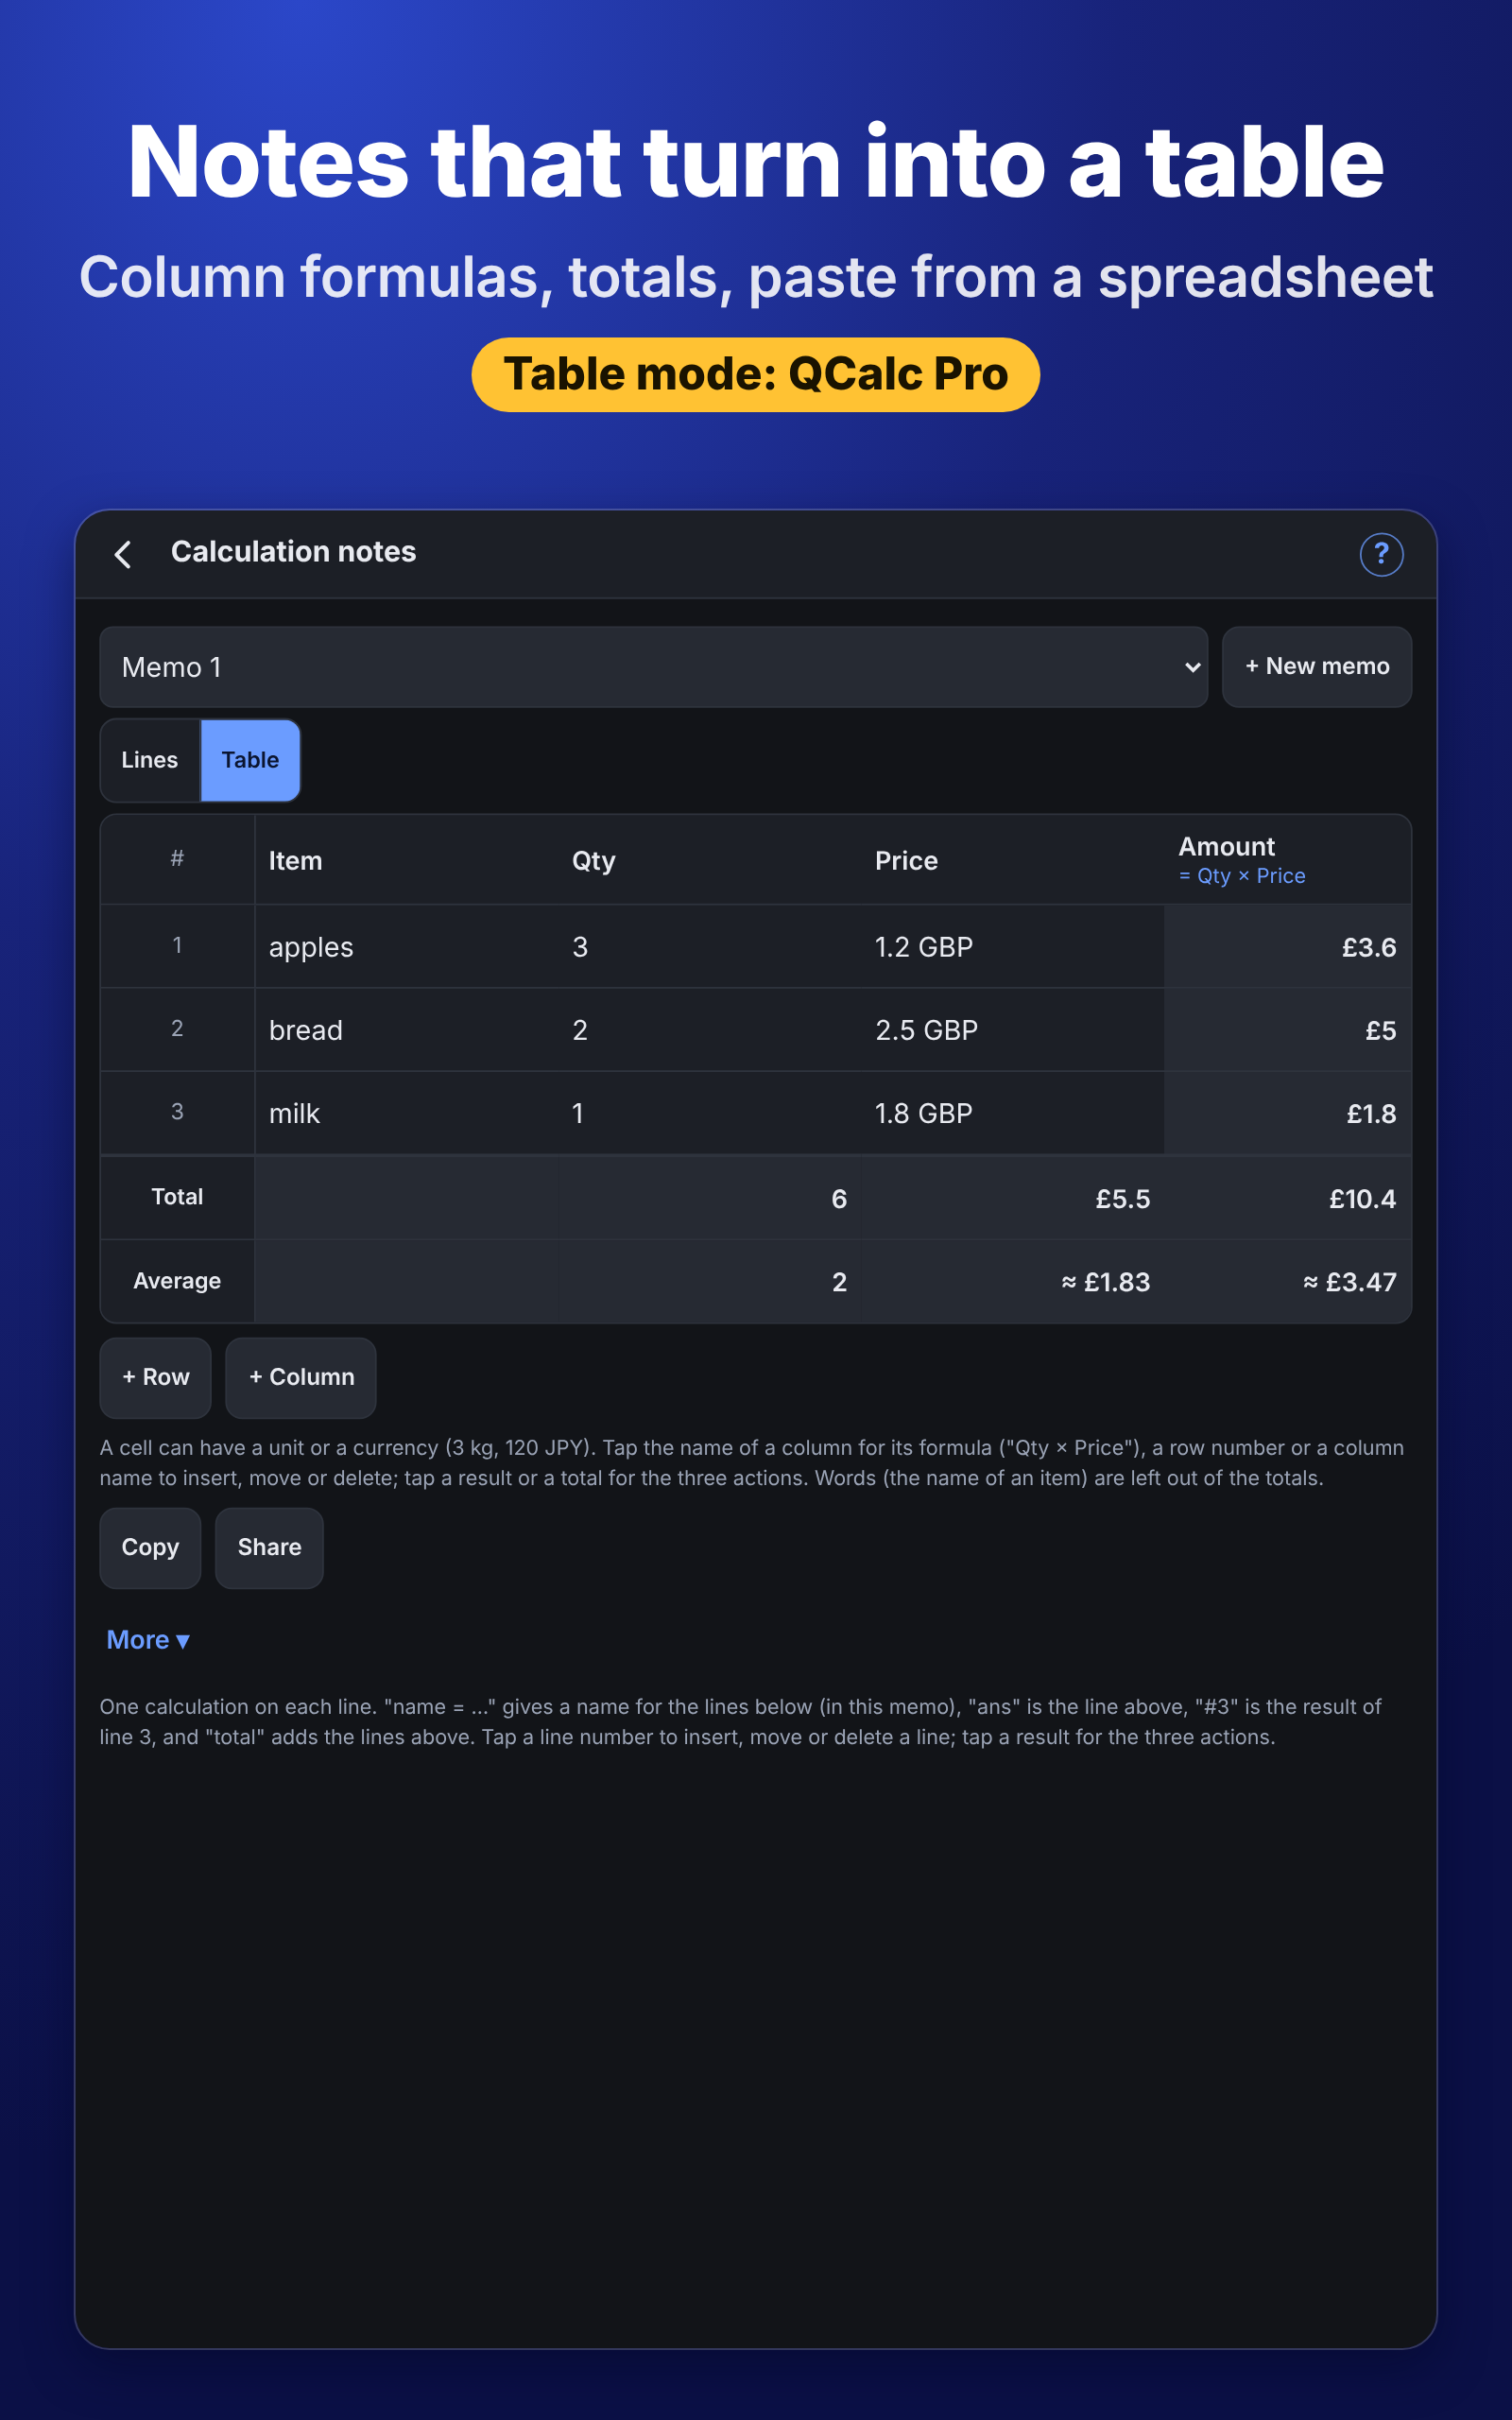 Notes that turn into a table
Column formulas, totals, paste from a spreadsheet
Table mode: QCalc Pro
Calculation notes
?
Memo 1
+ New memo
Lines
Table
# Item Qty Price Amount
= Qty × Price
1 apples 3 1.2 GBP £3.6
2 bread 2 2.5 GBP £5
3 milk 1 1.8 GBP £1.8
Total 6 £5.5 £10.4
Average 2 ≈ £1.83 ≈ £3.47
+ Row
+ Column
A cell can have a unit or a currency (3 kg, 120 JPY). Tap the name of a column for its formula ("Qty × Price"), a row number or a column
name to insert, move or delete; tap a result or a total for the three actions. Words (the name of an item) are left out of the totals.
Copy
Share
More ▾
One calculation on each line. "name = ..." gives a name for the lines below (in this memo), "ans" is the line above, "#3" is the result of
line 3, and "total" adds the lines above. Tap a line number to insert, move or delete a line; tap a result for the three actions.